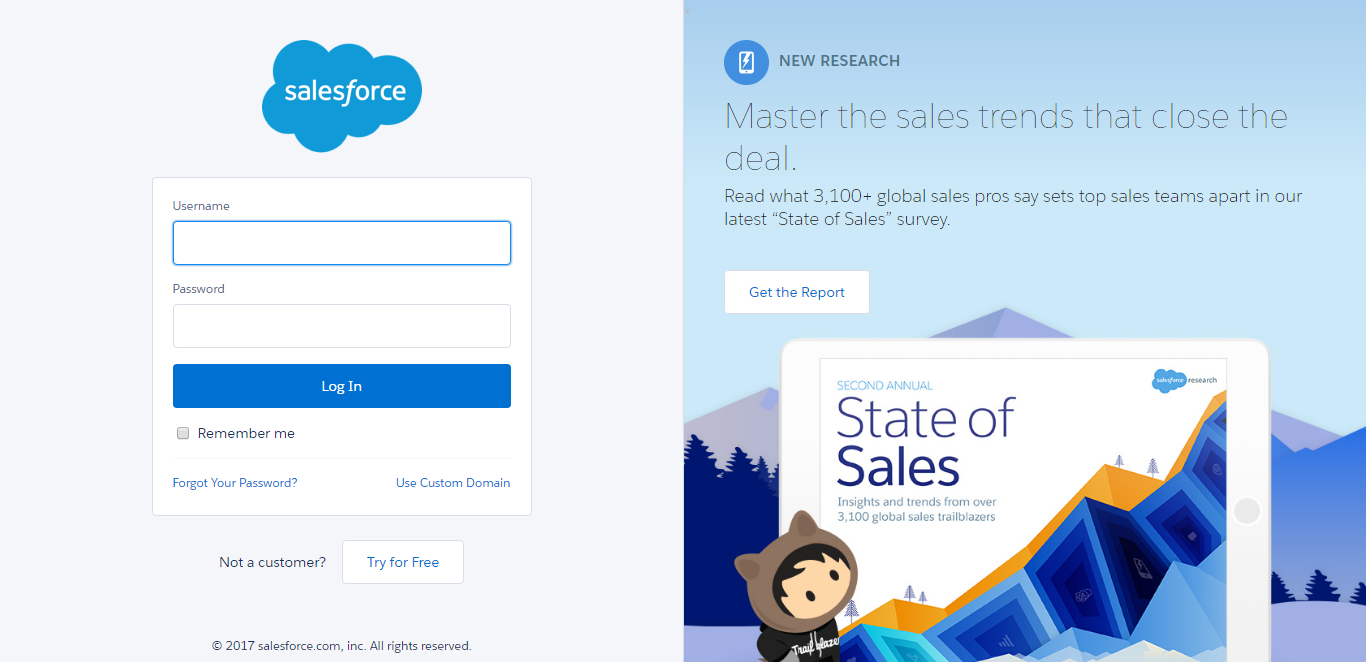 salesforce
Username
Password
Log In
Remember me
Forgot Your Password?
Use Custom Domain
Not a customer?
Try for Free
© 2017 salesforce.com, inc. All rights reserved.
NEW RESEARCH
Master the sales trends that close the
deal.
Read what 3,100+ global sales pros say sets top sales teams apart in our
latest “State of Sales” survey.
Get the Report
salesforce research
SECOND ANNUAL
State of
Sales
Insights and trends from over
3,100 global sales trailblazers
Trailblazer